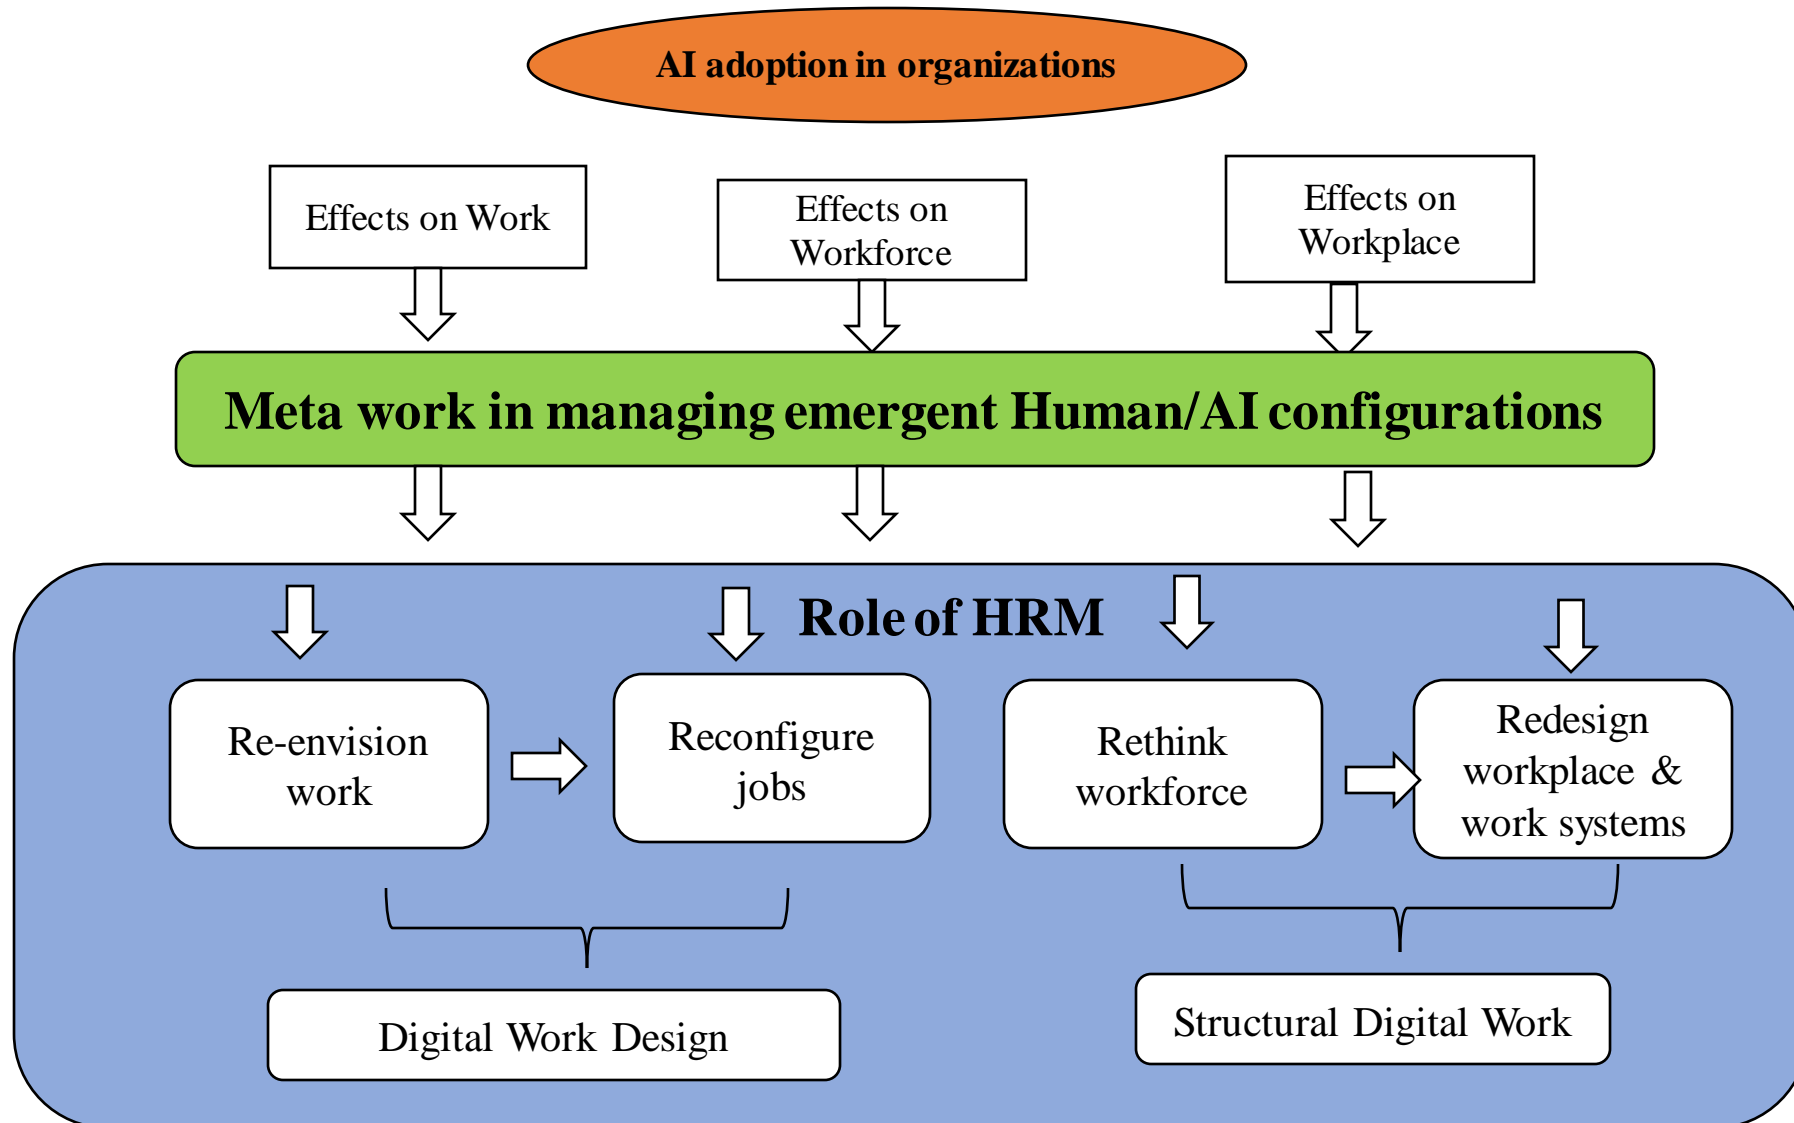 AI adoption in organizations
Effects on Work
Effects on
Workforce
Effects on
Workplace
Meta work in managing emergent Human/AI configurations
Role of HRM
Re-envision
work
Reconfigure
jobs
Rethink
workforce
Redesign
workplace &
work systems
Digital Work Design
Structural Digital Work